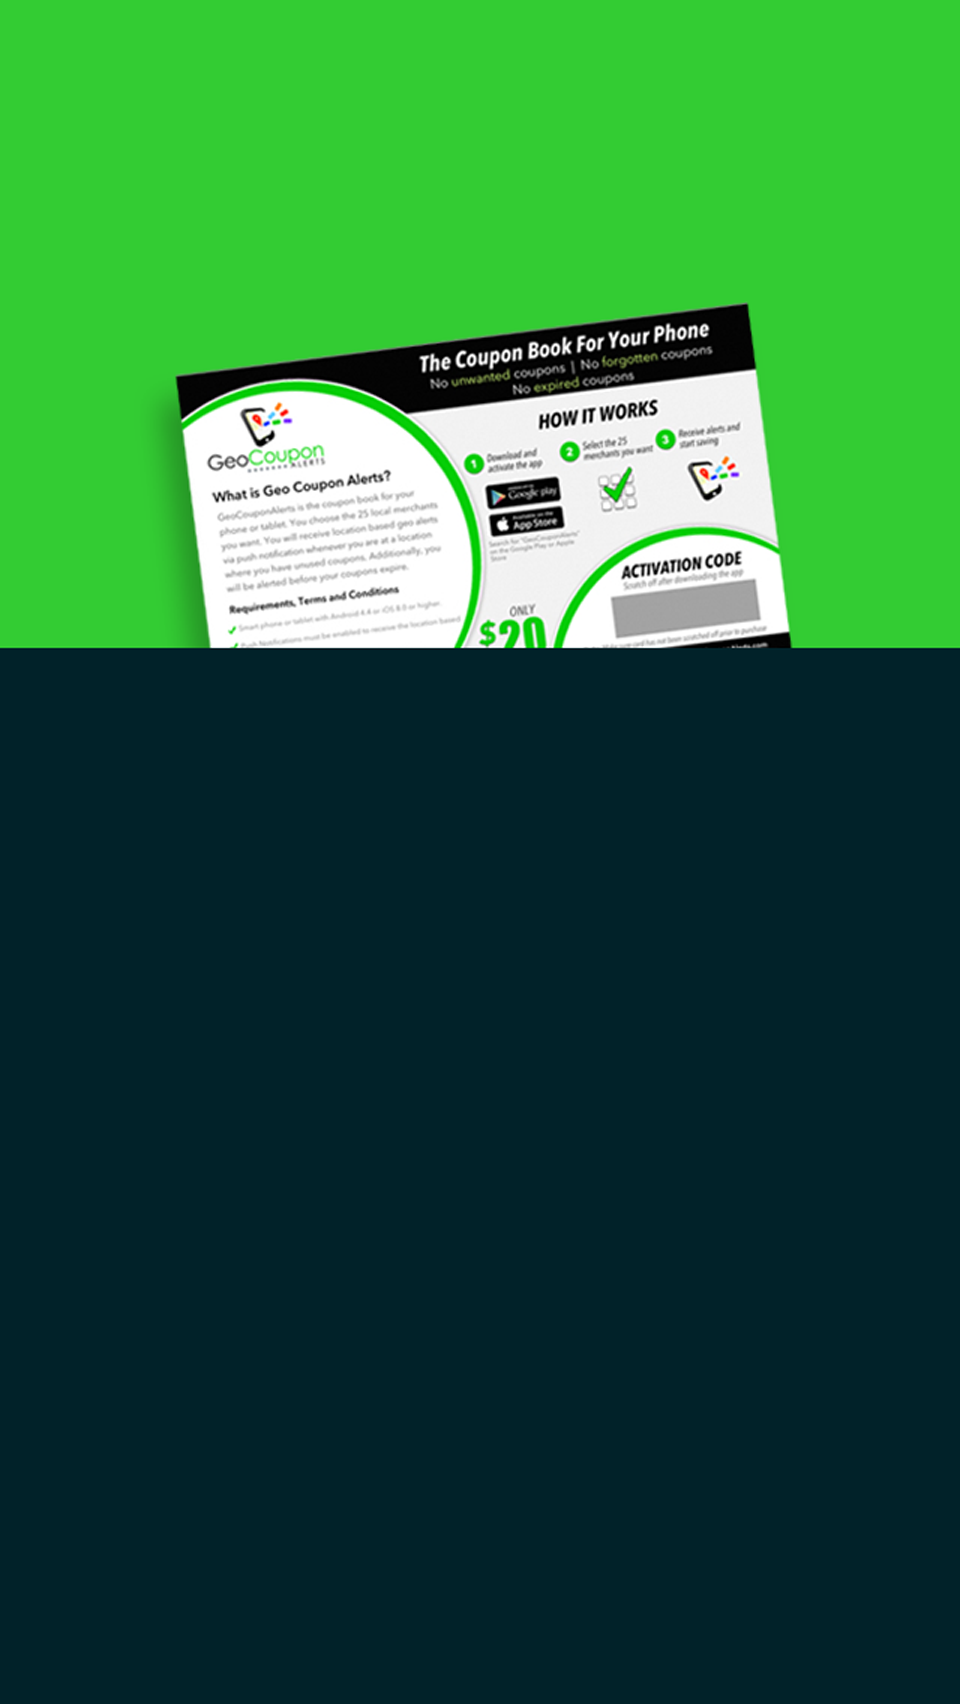 The Coupon Book For Your Phone
No unwanted coupons | No forgotten coupons
No expired coupons
GeoCoupon
ALERTS
What is Geo Coupon Alerts?
GeoCouponAlerts is the coupon book for your
phone or tablet. You choose the 25 local merchants
you want. You will receive location based geo alerts
via push notification whenever you are at a location
where you have unused coupons. Additionally, you
will be alerted before your coupons expire.
Requirements, Terms and Conditions
Smart phone or tablet with Android 4.4 or iOS 8.0 or higher.
Push Notifications must be enabled to receive the location based
HOW IT WORKS
1 Download and
activate the app
Google play
Available on the
App Store
Search for "GeoCouponAlerts"
on the Google Play or Apple
Store
2 Select the 25
merchants you want
3 Receive alerts and
start saving
ONLY
$20
ACTIVATION CODE
Scratch off after downloading the app
Make sure card has not been scratched off prior to purchase